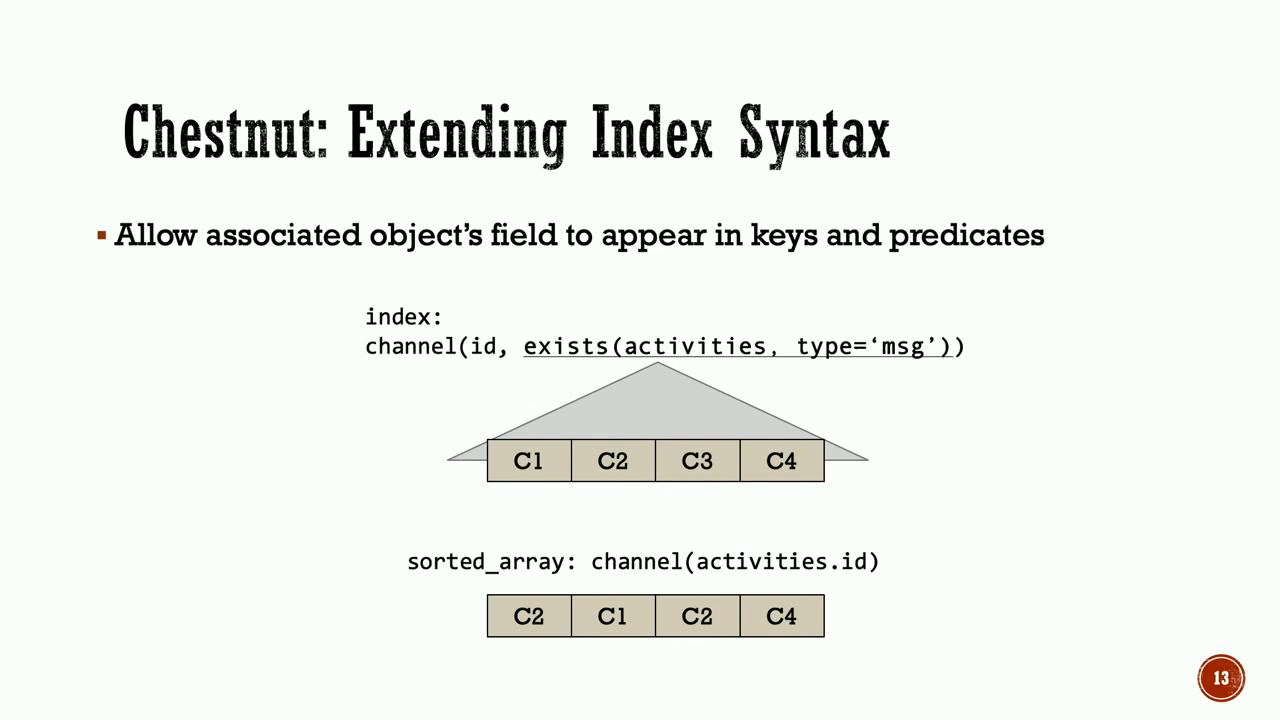 Chestnut: Extending Index Syntax
▪ Allow associated object’s field to appear in keys and predicates
index:
channel(id, exists(activities, type=‘msg’))
C1 C2 C3 C4
sorted_array: channel(activities.id)
C2 C1 C2 C4
13